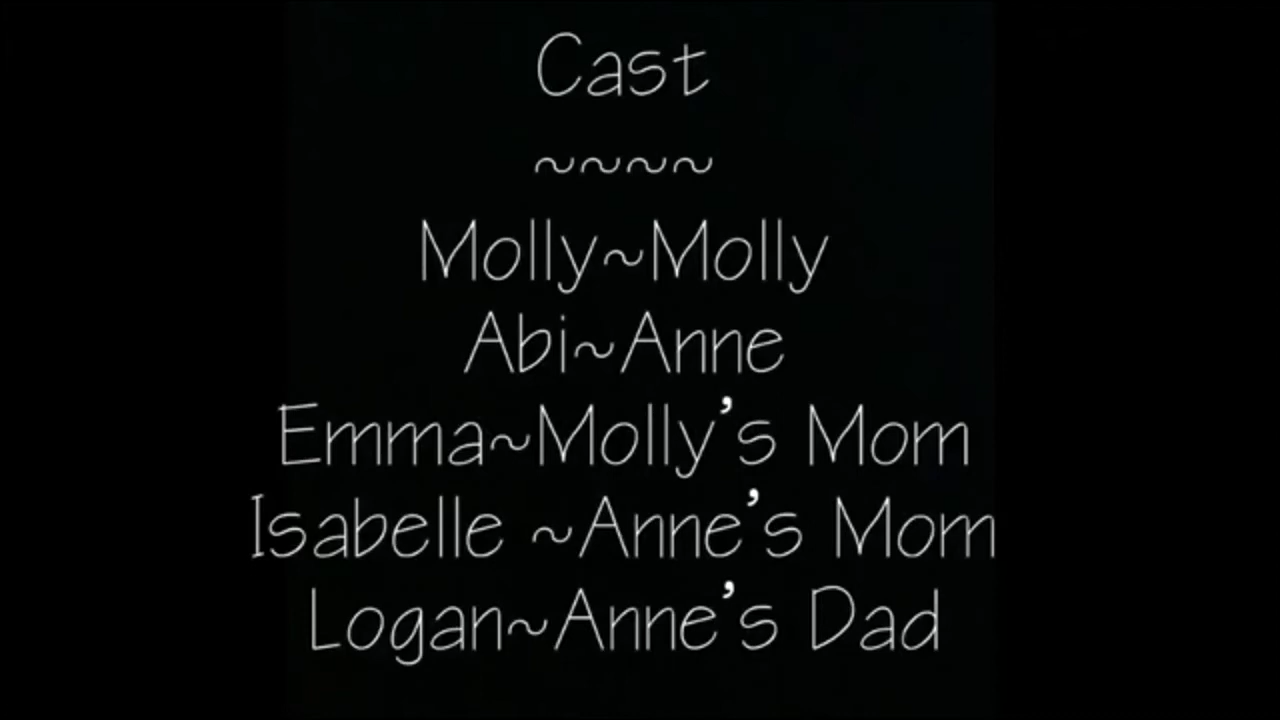 Cast
~~~~
Molly~Molly
Abi~Anne
Emma~Molly's Mom
Isabelle ~Anne's Mom
Logan~Anne's Dad